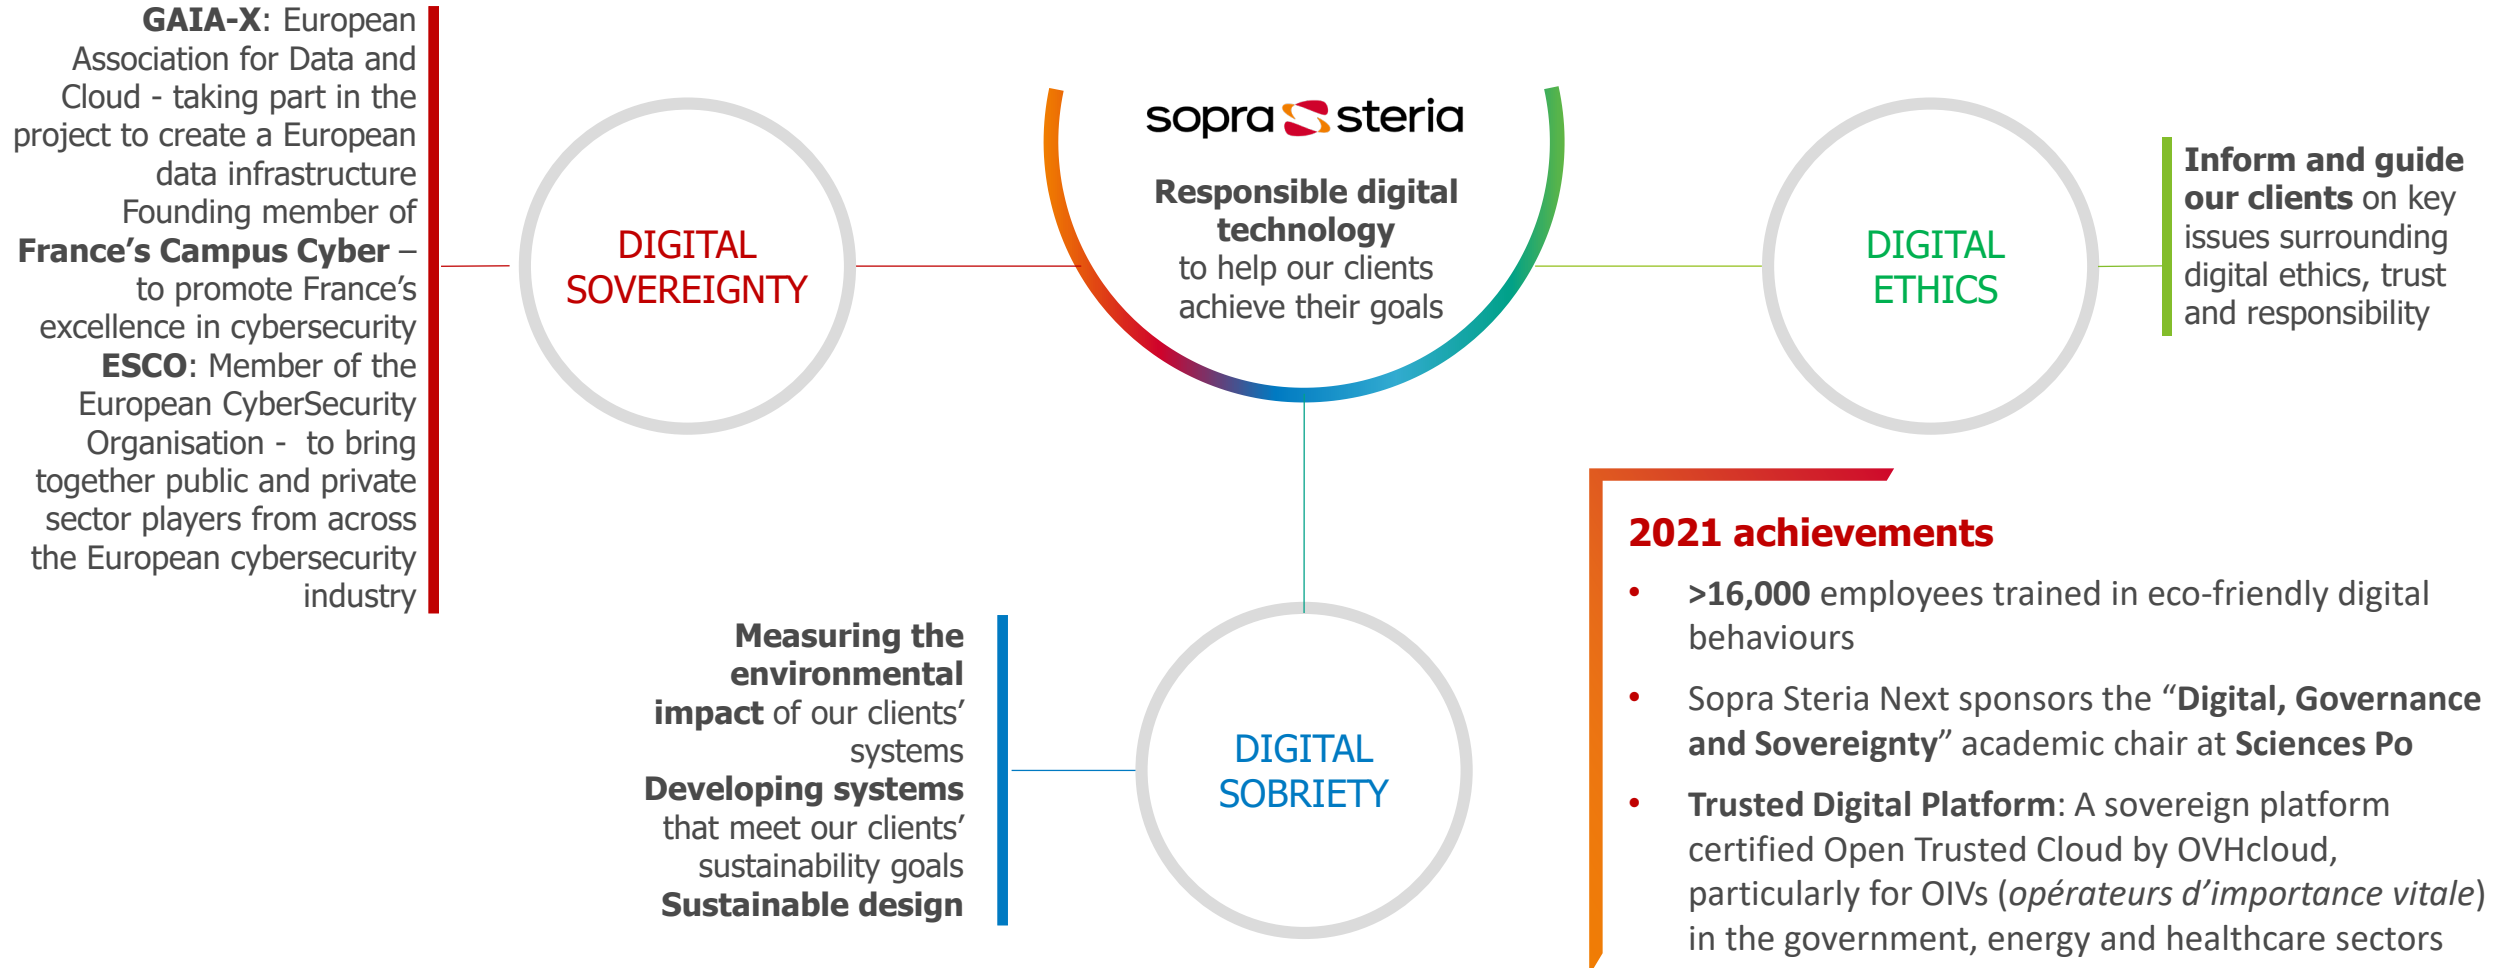 GAIA-X: European
Association for Data and
Cloud - taking part in the
project to create a European
data infrastructure
Founding member of
France’s Campus Cyber –
to promote France’s
excellence in cybersecurity
ESCO: Member of the
European CyberSecurity
Organisation -  to bring
together public and private
sector players from across
the European cybersecurity
industry
DIGITAL
SOVEREIGNTY
sopra steria
Responsible digital
technology
to help our clients
achieve their goals
DIGITAL
ETHICS
Inform and guide
our clients on key
issues surrounding
digital ethics, trust
and responsibility
Measuring the
environmental
impact of our clients’
systems
Developing systems
that meet our clients’
sustainability goals
Sustainable design
DIGITAL
SOBRIETY
2021 achievements
• >16,000 employees trained in eco-friendly digital
behaviours
• Sopra Steria Next sponsors the “Digital, Governance
and Sovereignty” academic chair at Sciences Po
• Trusted Digital Platform: A sovereign platform
certified Open Trusted Cloud by OVHcloud,
particularly for OIVs (opérateurs d’importance vitale)
in the government, energy and healthcare sectors